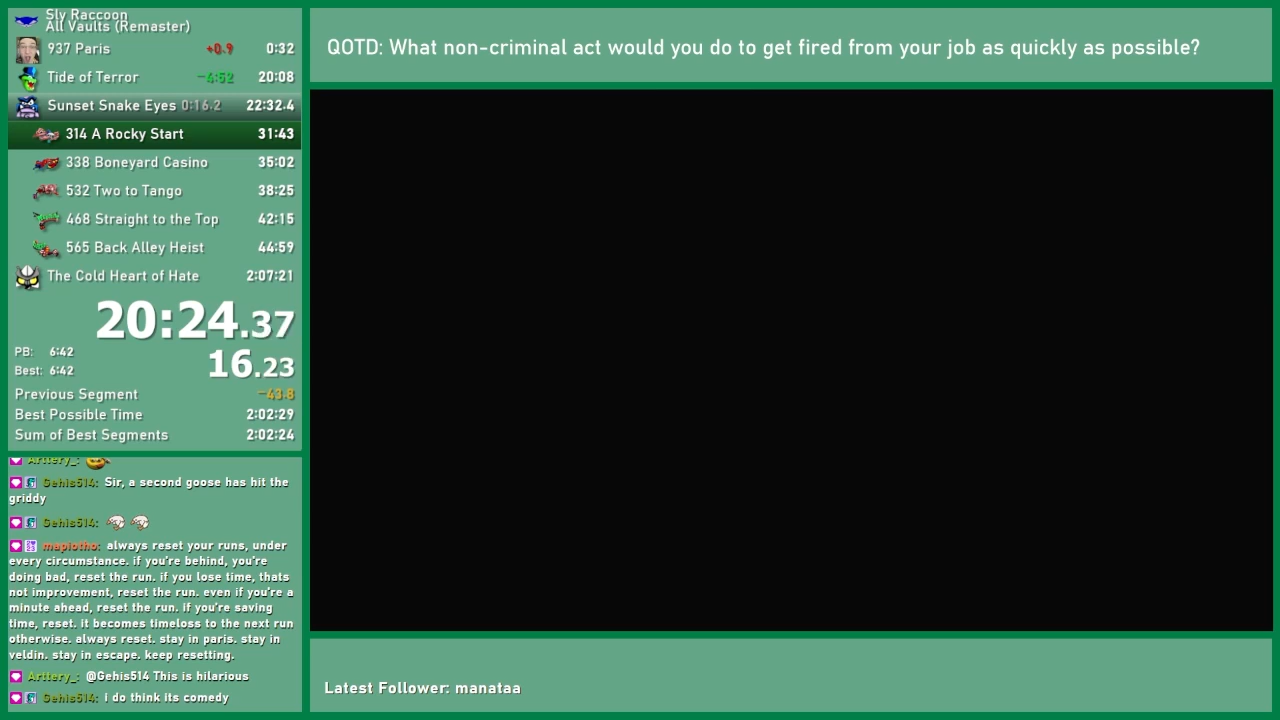 Sly Raccoon
All Vaults (Remaster)
937 Paris +0.9 0:32
Tide of Terror −4:52 20:08
Sunset Snake Eyes 0:16.2 22:32.4
314 A Rocky Start 31:43
338 Boneyard Casino 35:02
532 Two to Tango 38:25
468 Straight to the Top 42:15
565 Back Alley Heist 44:59
The Cold Heart of Hate 2:07:21
20:24.37
PB: 6:42
Best: 6:42
16.23
Previous Segment −43.8
Best Possible Time 2:02:29
Sum of Best Segments 2:02:24
Arttery_:
Gehis514: Sir, a second goose has hit the
griddy
Gehis514:
mapiotho: always reset your runs, under
every circumstance. if you're behind, you're
doing bad, reset the run. if you lose time, thats
not improvement, reset the run. even if you're a
minute ahead, reset the run. if you're saving
time, reset. it becomes timeloss to the next run
otherwise. always reset. stay in paris. stay in
veldin. stay in escape. keep resetting.
Arttery_: @Gehis514 This is hilarious
Gehis514: i do think its comedy
QOTD: What non-criminal act would you do to get fired from your job as quickly as possible?
Latest Follower: manataa